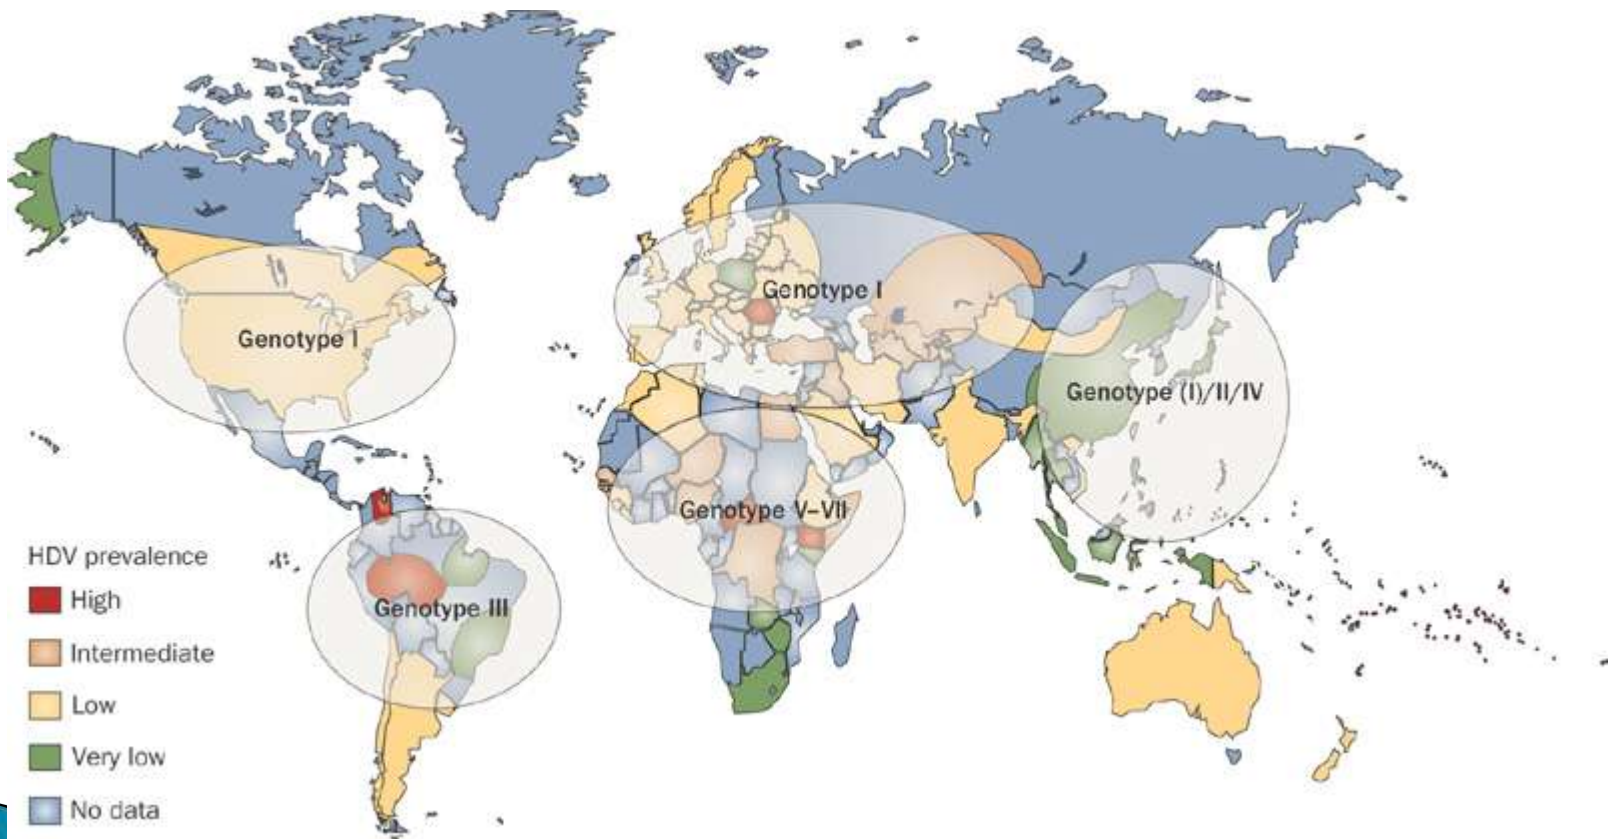 Genotype I
Genotype I
Genotype (I)/II/IV
Genotype V–VII
Genotype III
HDV prevalence
High
Intermediate
Low
Very low
No data